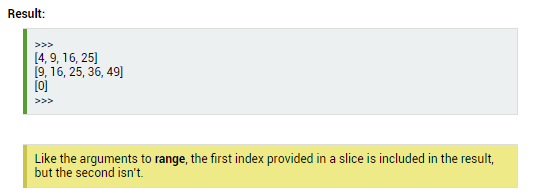 Result:
>>>
[4, 9, 16, 25]
[9, 16, 25, 36, 49]
[0]
>>>
Like the arguments to range, the first index provided in a slice is included in the result,
but the second isn't.